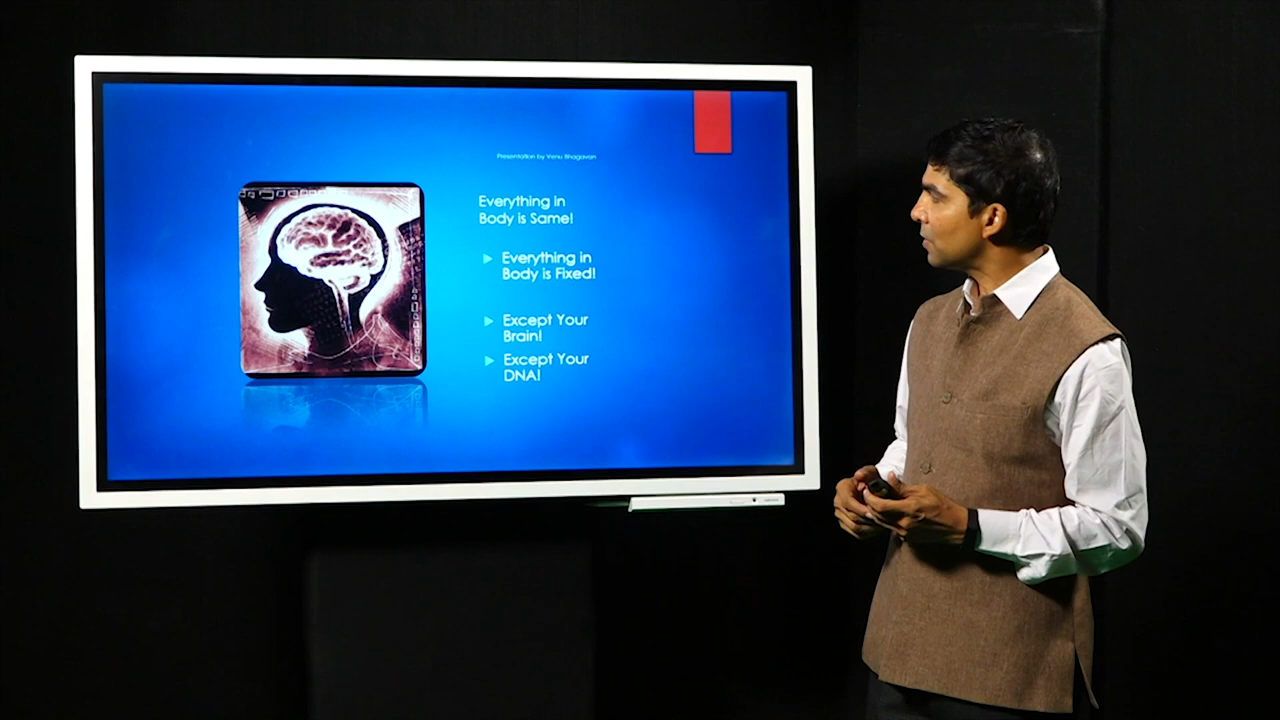 Presentation by Venu Bhagavan
Everything in
Body is Same!
Everything in
Body is Fixed!
Except Your
Brain!
Except Your
DNA!